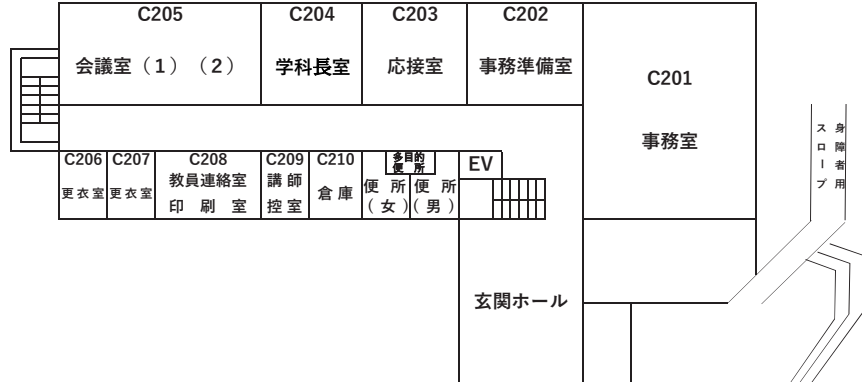 C205
会議室（１）（２）
C204
学科長室
C203
応接室
C202
事務準備室
C201
事務室
身障者用
スロープ
C206
更衣室
C207
更衣室
C208
教員連絡室
印刷室
C209
講師
控室
C210
倉庫
多目的
便所
便所
（女）
便所
（男）
EV
玄関ホール